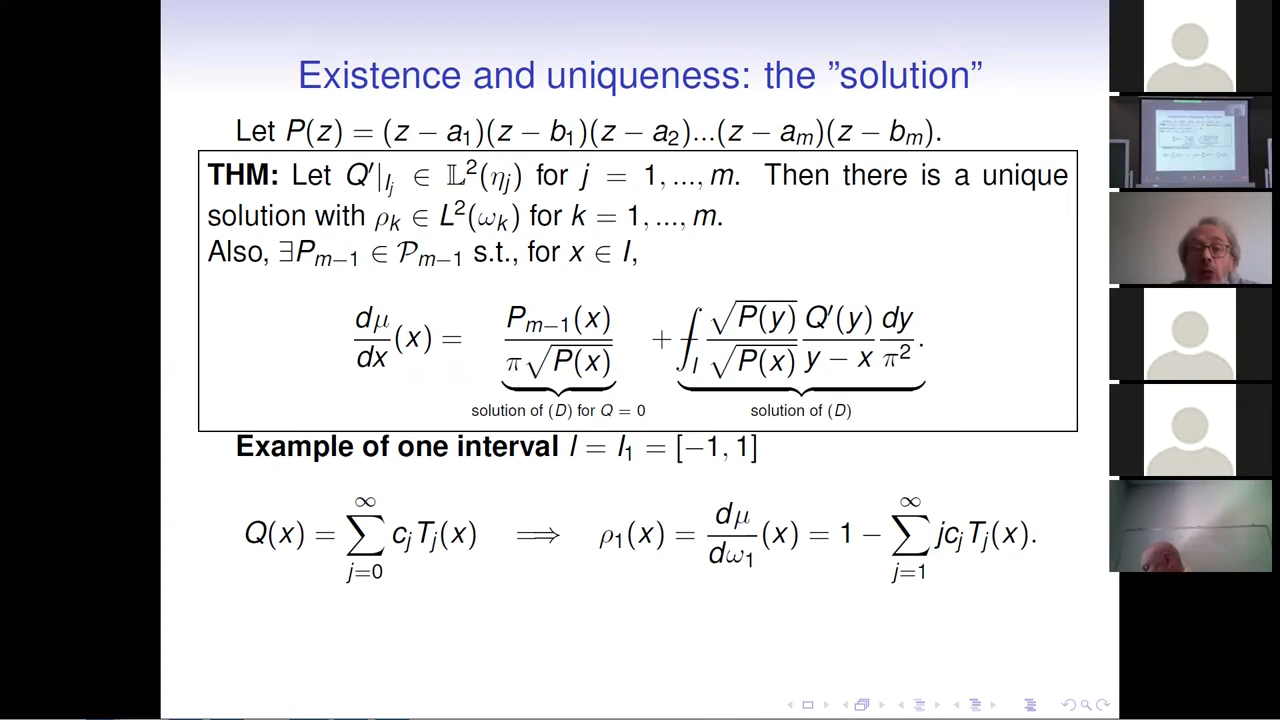 Existence and uniqueness: the ”solution”
Let P(z) = (z − a₁)(z − b₁)(z − a₂)...(z − aₘ)(z − bₘ).
THM: Let Q′|_{I_j} ∈ 𝕃²(η_j) for j = 1, ..., m. Then there is a unique
solution with ρ_k ∈ L²(ω_k) for k = 1, ..., m.
Also, ∃P_{m−1} ∈ 𝒫_{m−1} s.t., for x ∈ I,
dμ/dx (x) = P_{m−1}(x) / (π√P(x)) + ⨍_I √P(y)/√P(x) Q′(y)/(y − x) dy/π².
solution of (D) for Q = 0 solution of (D)
Example of one interval I = I₁ = [−1, 1]
Q(x) = ∑_{j=0}^{∞} c_j T_j(x) ⟹ ρ₁(x) = dμ/dω₁ (x) = 1 − ∑_{j=1}^{∞} j c_j T_j(x).